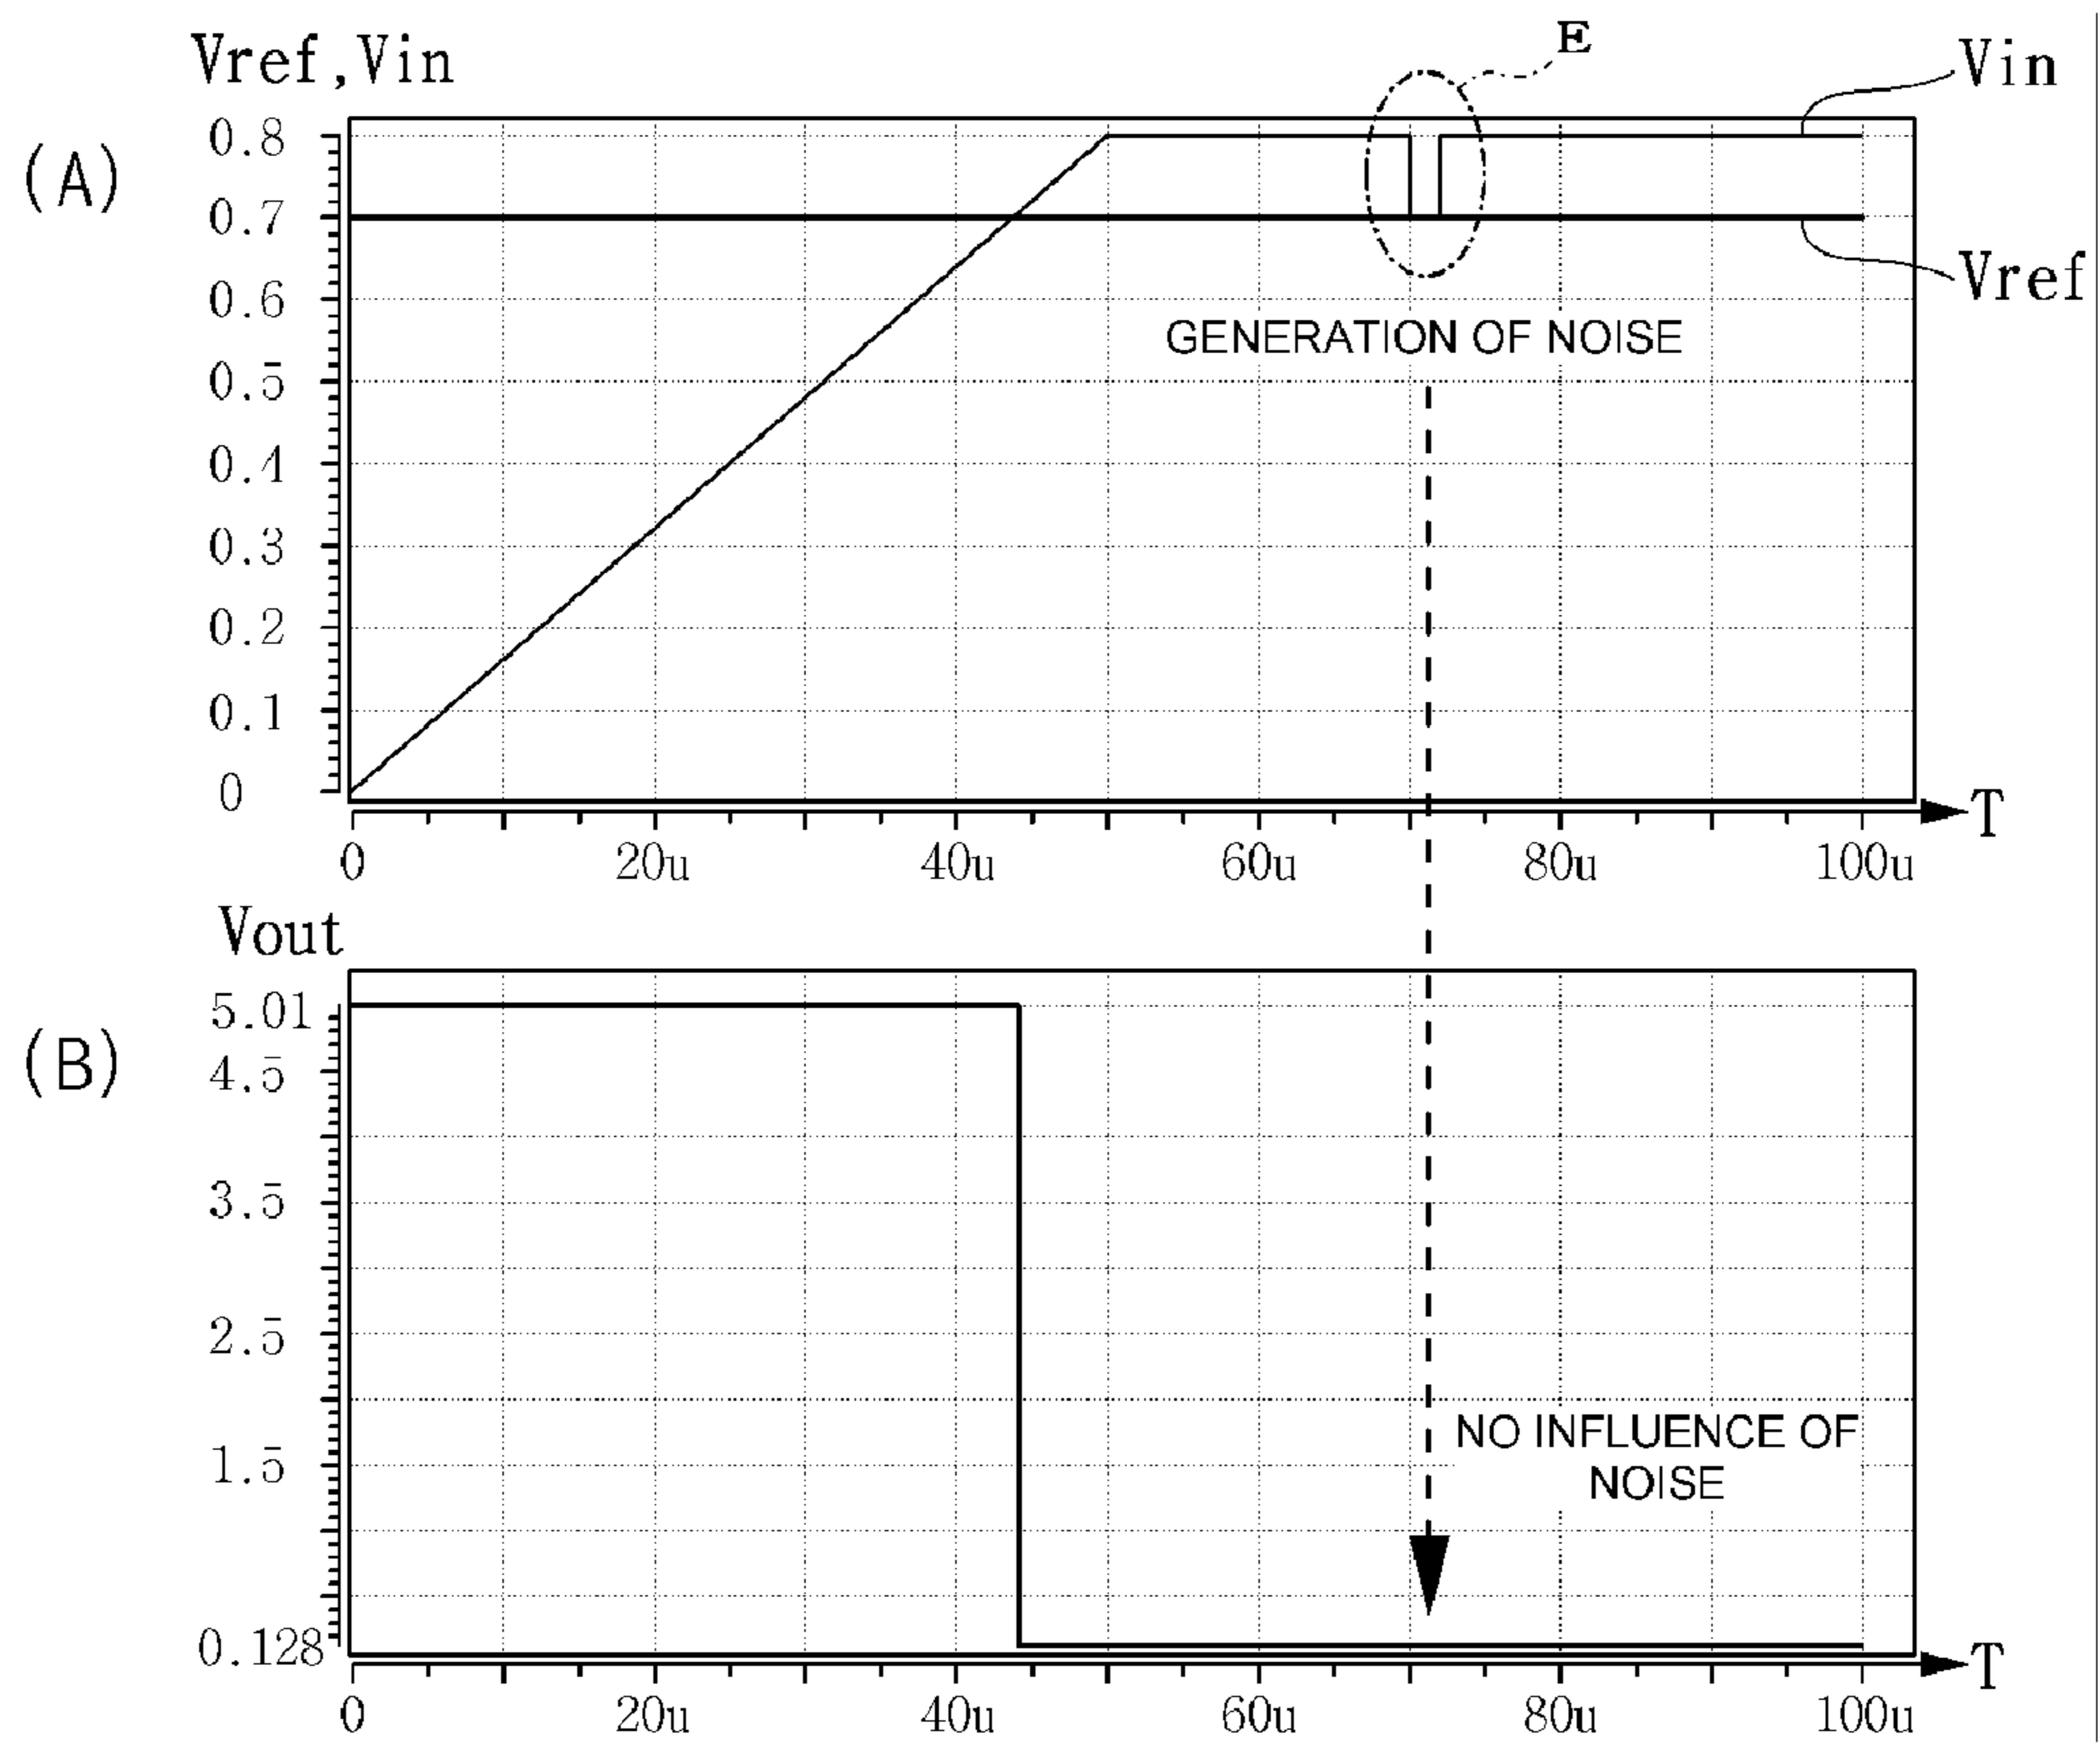 Vref,Vin
E
Vin
(A)
0.8
0.7
Vref
0.6
GENERATION OF NOISE
0.5
0.4
0.3
0.2
0.1
0
T
0 20u 40u 60u 80u 100u
Vout
(B)
5.01
4.5
3.5
2.5
NO INFLUENCE OF
1.5
NOISE
0.128
T
0 20u 40u 60u 80u 100u